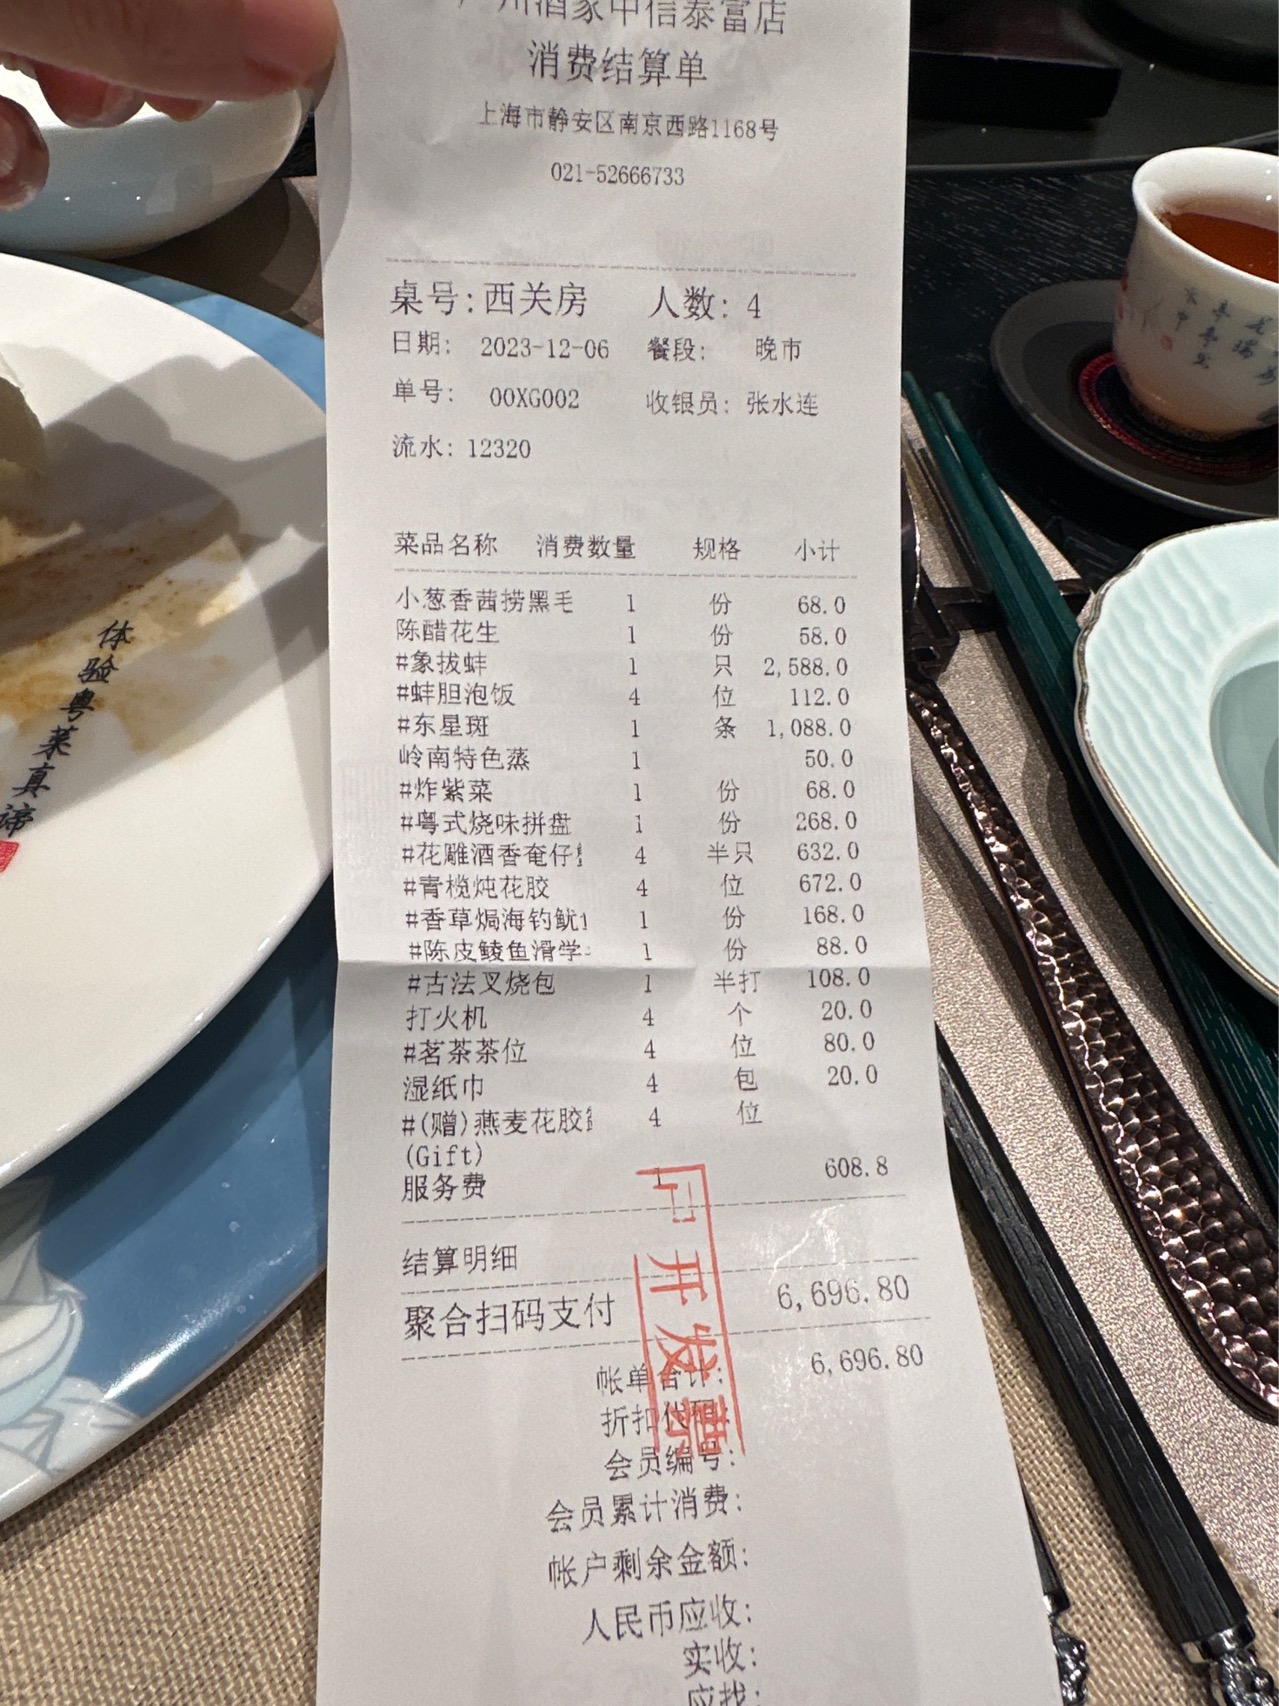 州酒家中信泰富店
消费结算单
上海市静安区南京西路1168号
021-52666733
桌号:西关房 人数: 4
日期: 2023-12-06 餐段: 晚市
单号: 00XG002 收银员: 张水连
流水: 12320
菜品名称 消费数量 规格 小计
小葱香茜捞黑毛 1 份 68.0
陈醋花生 1 份 58.0
#象拔蚌 1 只 2,588.0
#蚌胆泡饭 4 位 112.0
#东星斑 1 条 1,088.0
岭南特色蒸 1 50.0
#炸紫菜 1 份 68.0
#粤式烧味拼盘 1 份 268.0
#花雕酒香奄仔 4 半只 632.0
#青榄炖花胶 4 位 672.0
#香草焗海钓鱿 1 份 168.0
#陈皮鲮鱼滑学 1 份 88.0
#古法叉烧包 1 半打 108.0
打火机 4 个 20.0
#茗茶茶位 4 位 80.0
湿纸巾 4 包 20.0
#(赠)燕麦花胶 4 位
(Gift)
服务费 608.8
结算明细
聚合扫码支付 6,696.80
帐单合计: 6,696.80
折扣
会员编号:
会员累计消费:
帐户剩余金额:
人民币应收:
实收:
应找:
开发票
体验粤菜真谛